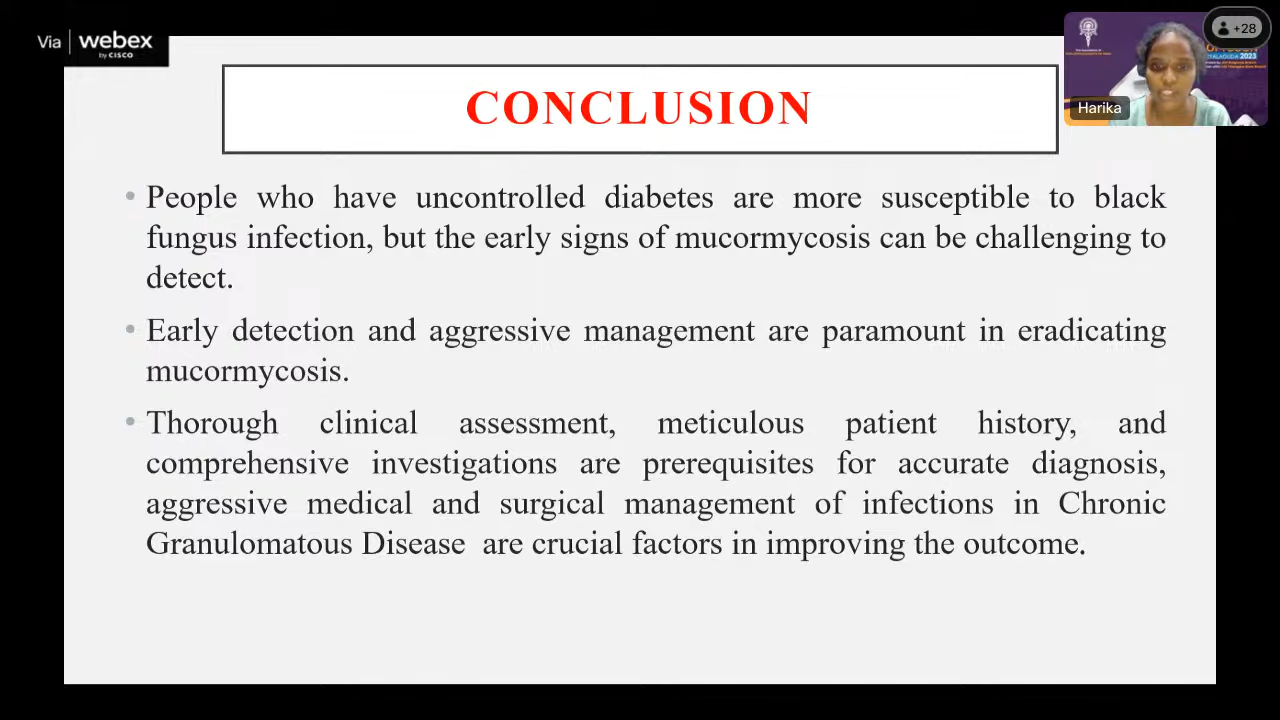 Via webex
by CISCO
+28
2023
Harika
CONCLUSION
• People who have uncontrolled diabetes are more susceptible to black
fungus infection, but the early signs of mucormycosis can be challenging to
detect.
• Early detection and aggressive management are paramount in eradicating
mucormycosis.
• Thorough clinical assessment, meticulous patient history, and
comprehensive investigations are prerequisites for accurate diagnosis,
aggressive medical and surgical management of infections in Chronic
Granulomatous Disease are crucial factors in improving the outcome.